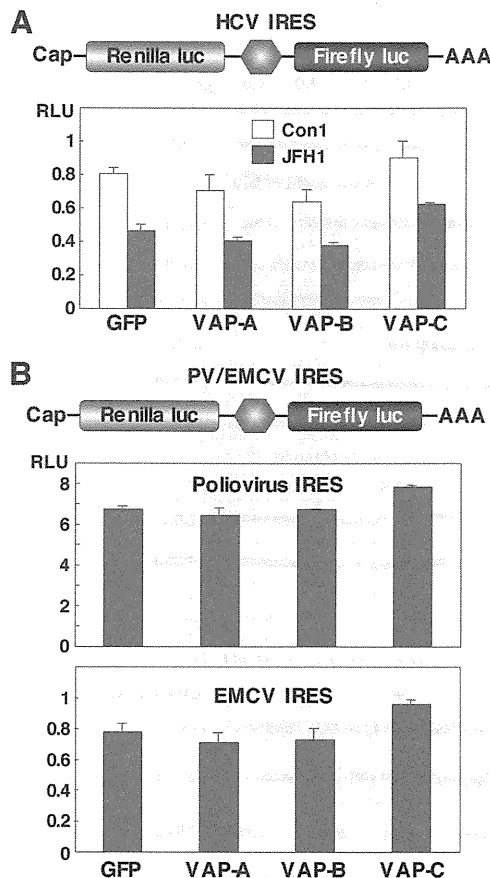 A
HCV IRES
Cap Renilla luc Firefly luc AAA
RLU
Con1
JFH1
1
0.8
0.6
0.4
0.2
0
GFP VAP-A VAP-B VAP-C
B
PV/EMCV IRES
Cap Renilla luc Firefly luc AAA
RLU
Poliovirus IRES
8
6
4
2
0
EMCV IRES
1
0.8
0.6
0.4
0.2
0
GFP VAP-A VAP-B VAP-C